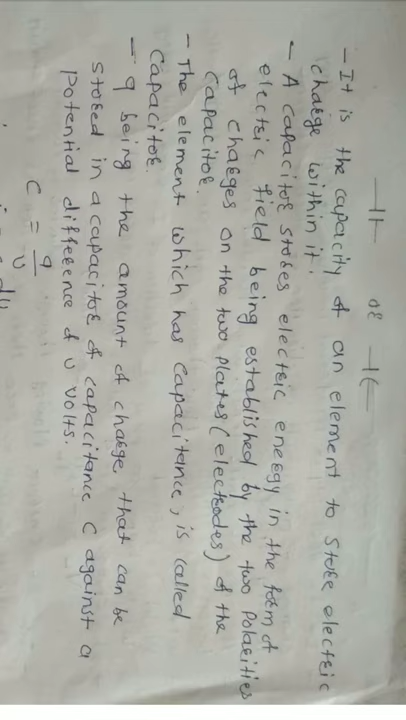 or
- It is the capacity of an element to store electric
charge within it.
- A capacitor stores electric energy in the form of
electric field being established by the two polarities
of charges on the two plates (electrodes) of the
capacitor.
- The element which has capacitance, is called
capacitor.
- q being the amount of charge that can be
stored in a capacitor of capacitance C against a
potential difference of v volts.
C = q/v